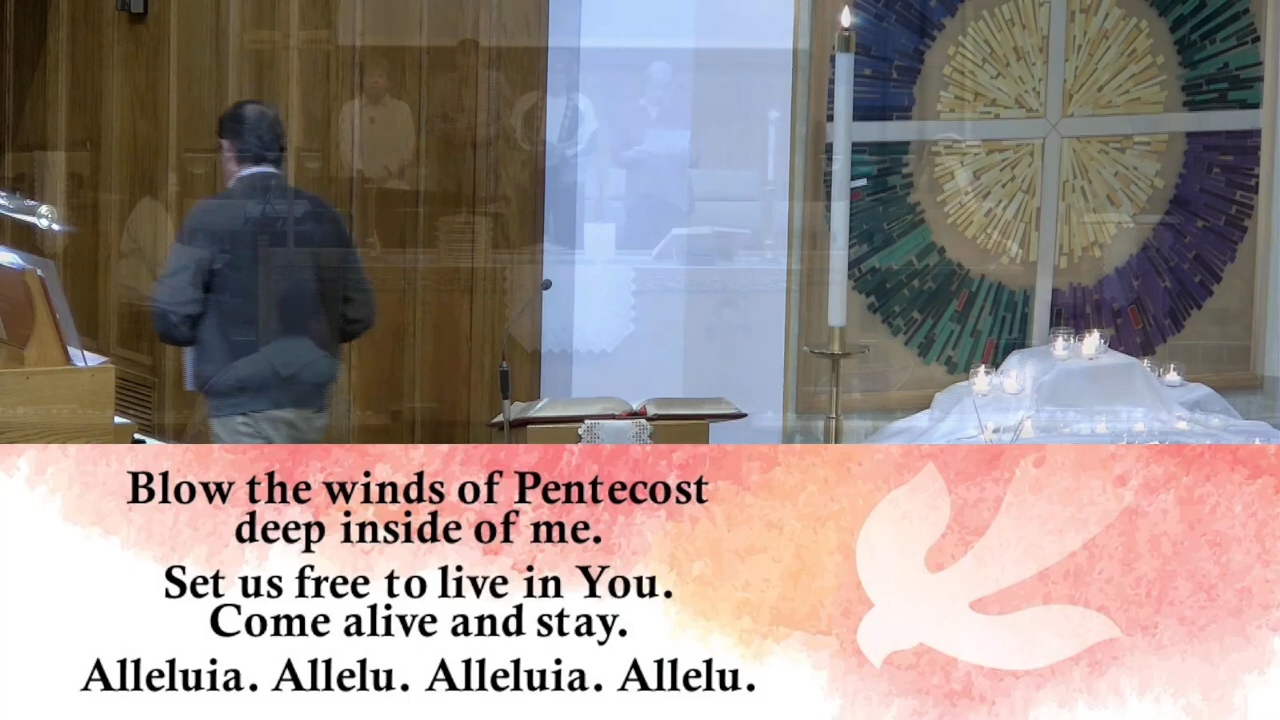 Blow the winds of Pentecost
deep inside of me.
Set us free to live in You.
Come alive and stay.
Alleluia. Allelu. Alleluia. Allelu.